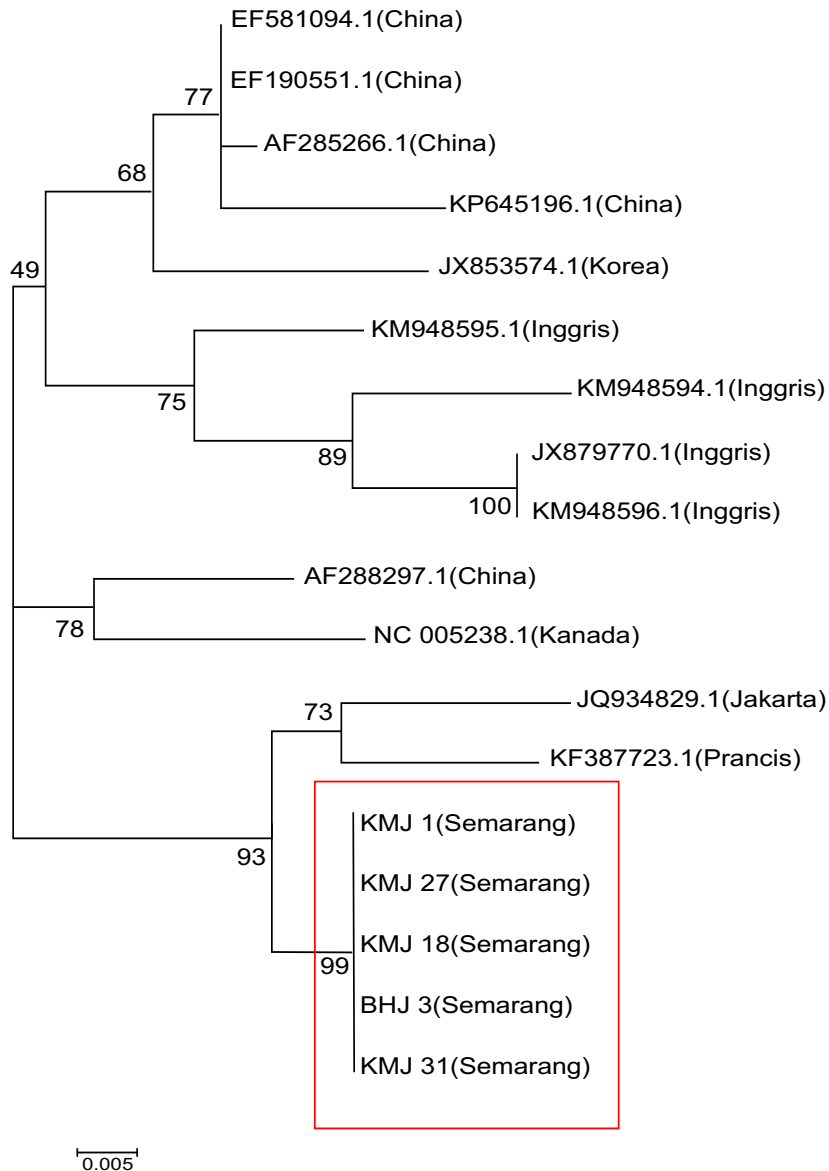 EF581094.1(China)
EF190551.1(China)
77
AF285266.1(China)
68
KP645196.1(China)
49
JX853574.1(Korea)
KM948595.1(Inggris)
75
KM948594.1(Inggris)
89
JX879770.1(Inggris)
100
KM948596.1(Inggris)
AF288297.1(China)
78
NC 005238.1(Kanada)
JQ934829.1(Jakarta)
73
KF387723.1(Prancis)
KMJ 1(Semarang)
93
KMJ 27(Semarang)
KMJ 18(Semarang)
99
BHJ 3(Semarang)
KMJ 31(Semarang)
0.005